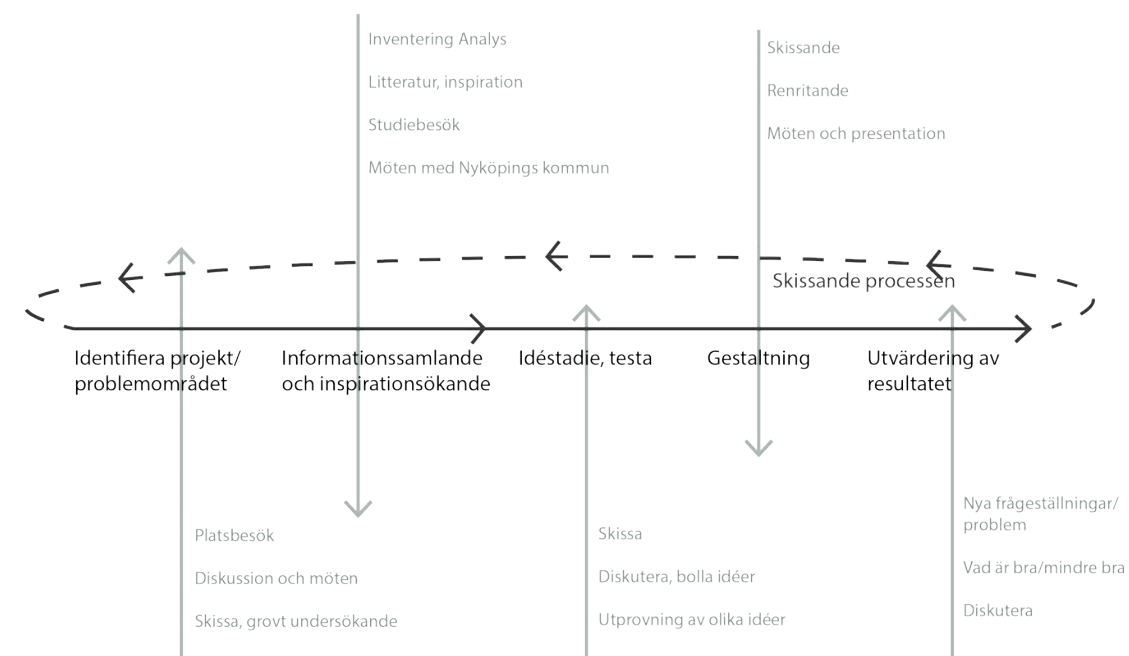 Inventering Analys
Litteratur, inspiration
Studiebesök
Möten med Nyköpings kommun
Skissande
Renritande
Möten och presentation
Skissande processen
Identifiera projekt/
problemområdet
Informationssamlande
och inspirationsökande
Idéstadie, testa
Gestaltning
Utvärdering av
resultatet
Platsbesök
Diskussion och möten
Skissa, grovt undersökande
Skissa
Diskutera, bolla idéer
Utprovning av olika idéer
Nya frågeställningar/
problem
Vad är bra/mindre bra
Diskutera